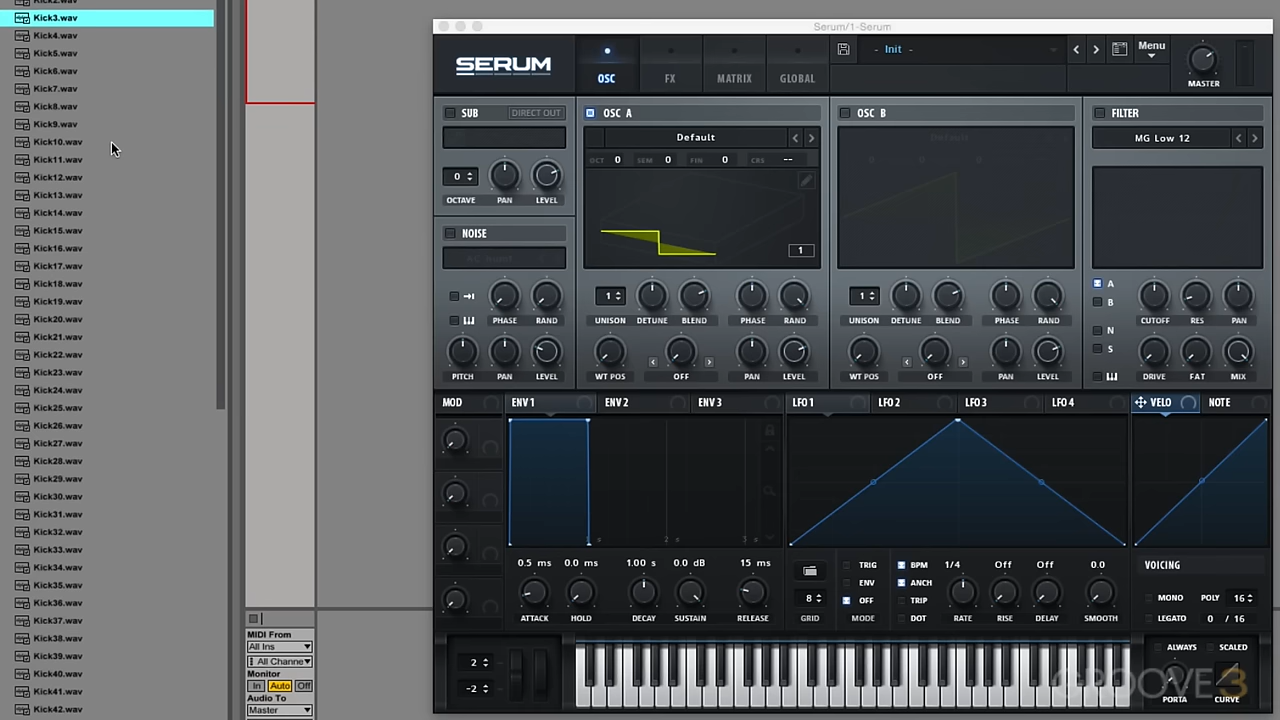 Kick2.wav
Kick3.wav
Kick4.wav
Kick5.wav
Kick6.wav
Kick7.wav
Kick8.wav
Kick9.wav
Kick10.wav
Kick11.wav
Kick12.wav
Kick13.wav
Kick14.wav
Kick15.wav
Kick16.wav
Kick17.wav
Kick18.wav
Kick19.wav
Kick20.wav
Kick21.wav
Kick22.wav
Kick23.wav
Kick24.wav
Kick25.wav
Kick26.wav
Kick27.wav
Kick28.wav
Kick29.wav
Kick30.wav
Kick31.wav
Kick32.wav
Kick33.wav
Kick34.wav
Kick35.wav
Kick36.wav
Kick37.wav
Kick38.wav
Kick39.wav
Kick40.wav
Kick41.wav
Kick42.wav
MIDI From
All Ins
All Channe
Monitor
In Auto Off
Audio To
Master
Serum/1-Serum
SERUM
OSC FX MATRIX GLOBAL
- Init -
Menu
MASTER
SUB DIRECT OUT
0
OCTAVE PAN LEVEL
NOISE
PHASE RAND
PITCH PAN LEVEL
OSC A
Default
OCT 0 SEM 0 FIN 0 CRS --
1
1
UNISON DETUNE BLEND PHASE RAND
WT POS OFF PAN LEVEL
OSC B
Default
1
UNISON DETUNE BLEND PHASE RAND
WT POS OFF PAN LEVEL
FILTER
MG Low 12
A
B
N
S
CUTOFF RES PAN
DRIVE FAT MIX
MOD ENV 1 ENV 2 ENV 3 LFO 1 LFO 2 LFO 3 LFO 4 VELO NOTE
s 2 s 3 s
0.5 ms 0.0 ms 1.00 s 0.0 dB 15 ms
ATTACK HOLD DECAY SUSTAIN RELEASE
8
GRID
TRIG
ENV
OFF
MODE
BPM
ANCH
TRIP
DOT
1/4 Off Off 0.0
RATE RISE DELAY SMOOTH
VOICING
MONO POLY 16
LEGATO 0 / 16
2
-2
ALWAYS SCALED
PORTA CURVE
GROOVE3